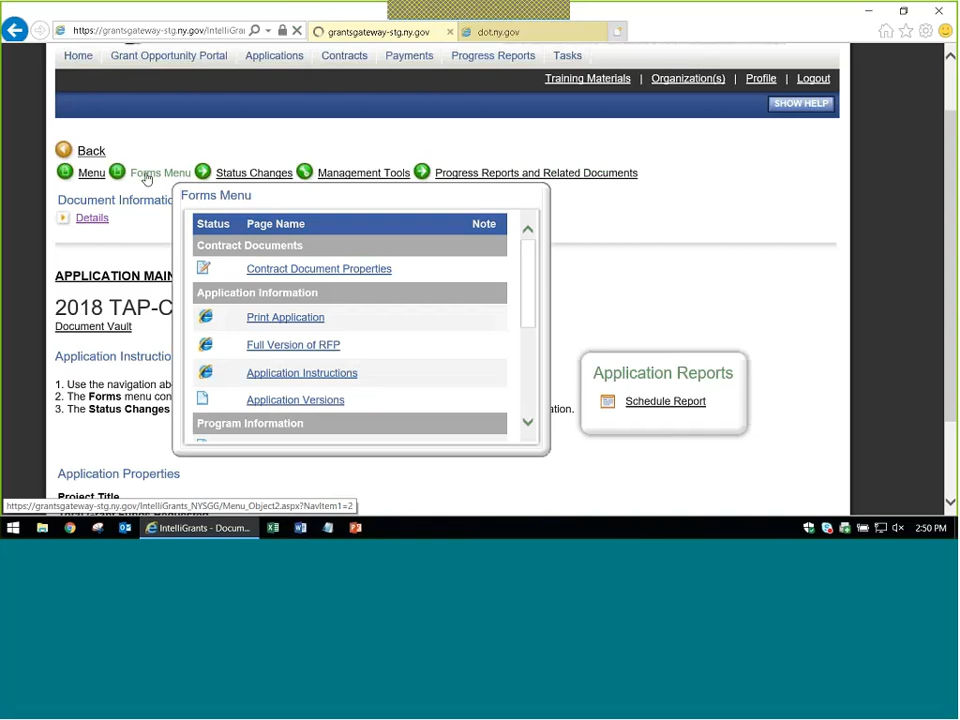 https://grantsgateway-stg.ny.gov/IntelliGra
grantsgateway-stg.ny.gov
dot.ny.gov
Home Grant Opportunity Portal Applications Contracts Payments Progress Reports Tasks
Training Materials | Organization(s) | Profile | Logout
SHOW HELP
Back
Menu Forms Menu Status Changes Management Tools Progress Reports and Related Documents
Document Informatio
Details
Forms Menu
Status Page Name Note
Contract Documents
Contract Document Properties
Application Information
Print Application
Full Version of RFP
Application Instructions
Application Versions
Program Information
APPLICATION MAIN
2018 TAP-C
Document Vault
Application Instructio
1. Use the navigation ab
2. The Forms menu con
3. The Status Changes
ation.
Application Reports
Schedule Report
Application Properties
Project Title
https://grantsgateway-stg.ny.gov/IntelliGrants_NYSGG/Menu_Object2.aspx?NavItem1=2
IntelliGrants - Docum...
2:50 PM